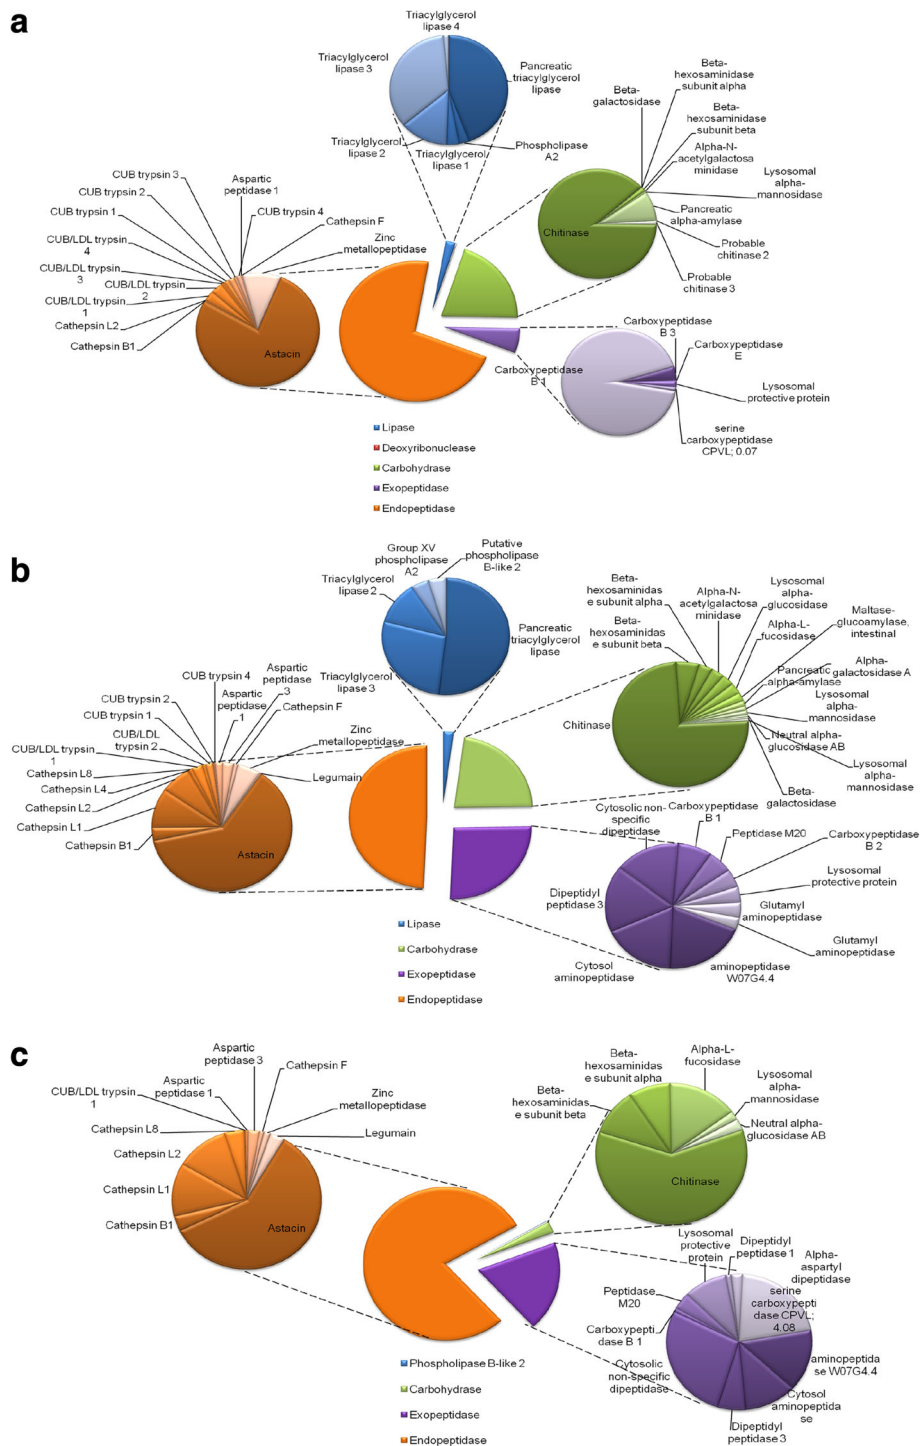 a
Triacylglycerol
lipase 4
Triacylglycerol
lipase 3
Pancreatic
triacylglycerol
lipase
Triacylglycerol
lipase 2
Triacylglycerol
lipase 1
Phospholipase
A2
Beta-
galactosidase
Beta-
hexosaminidase
subunit alpha
Beta-
hexosaminidase
subunit beta
Alpha-N-
acetylgalactosa
minidase
Lysosomal
alpha-
mannosidase
Pancreatic
alpha-amylase
Chitinase
Probable
chitinase 2
Probable
chitinase 3
CUB trypsin 3
Aspartic
peptidase 1
CUB trypsin 2
CUB trypsin 4
CUB trypsin 1
Cathepsin F
CUB/LDL trypsin
4
Zinc
metallopeptidase
CUB/LDL trypsin
3
CUB/LDL trypsin
2
CUB/LDL trypsin
1
Cathepsin L2
Cathepsin B1
Astacin
Carboxypeptidase
B 3
Carboxypeptidase
E
Carboxypeptidase
B 1
Lysosomal
protective protein
serine
carboxypeptidase
CPVL; 0.07
Lipase
Deoxyribonuclease
Carbohydrase
Exopeptidase
Endopeptidase
b
Group XV
phospholipase
A2
Putative
phospholipase
B-like 2
Triacylglycerol
lipase 2
Pancreatic
triacylglycerol
lipase
Triacylglycerol
lipase 3
Beta-
hexosaminidas
e subunit alpha
Alpha-N-
acetylgalactosa
minidase
Lysosomal
alpha-
glucosidase
Beta-
hexosaminidas
e subunit beta
Alpha-L-
fucosidase
Maltase-
glucoamylase,
intestinal
Pancreatic
alpha-amylase
Alpha-
galactosidase A
Lysosomal
alpha-
mannosidase
Chitinase
Neutral alpha-
glucosidase AB
Lysosomal
alpha-
mannosidase
Beta-
galactosidase
CUB trypsin 4
Aspartic
peptidase
3
CUB trypsin 2
Aspartic
peptidase
1
CUB trypsin 1
Cathepsin F
CUB/LDL
trypsin 2
CUB/LDL trypsin
1
Zinc
metallopeptidase
Cathepsin L8
Legumain
Cathepsin L4
Cathepsin L2
Cathepsin L1
Cathepsin B1
Astacin
Cytosolic non-
specific
dipeptidase
Carboxypeptidase
B 1
Peptidase M20
Carboxypeptidase
B 2
Lysosomal
protective protein
Dipeptidyl
peptidase 3
Glutamyl
aminopeptidase
Glutamyl
aminopeptidase
Cytosol
aminopeptidase
aminopeptidase
W07G4.4
Lipase
Carbohydrase
Exopeptidase
Endopeptidase
c
Aspartic
peptidase 3
Cathepsin F
CUB/LDL trypsin
1
Aspartic
peptidase 1
Zinc
metallopeptidase
Cathepsin L8
Legumain
Cathepsin L2
Cathepsin L1
Cathepsin B1
Astacin
Beta-
hexosaminidas
e subunit alpha
Alpha-L-
fucosidase
Beta-
hexosaminidas
e subunit beta
Lysosomal
alpha-
mannosidase
Neutral alpha-
glucosidase AB
Chitinase
Lysosomal
protective
protein
Dipeptidyl
peptidase 1
Alpha-
aspartyl
dipeptidase
serine
carboxypepti
dase CPVL;
4.08
Peptidase
M20
Carboxypepti
dase B 1
Cytosolic
non-specific
dipeptidase
aminopeptida
se W07G4.4
Cytosol
aminopeptida
se
Dipeptidyl
peptidase 3
Phospholipase B-like 2
Carbohydrase
Exopeptidase
Endopeptidase